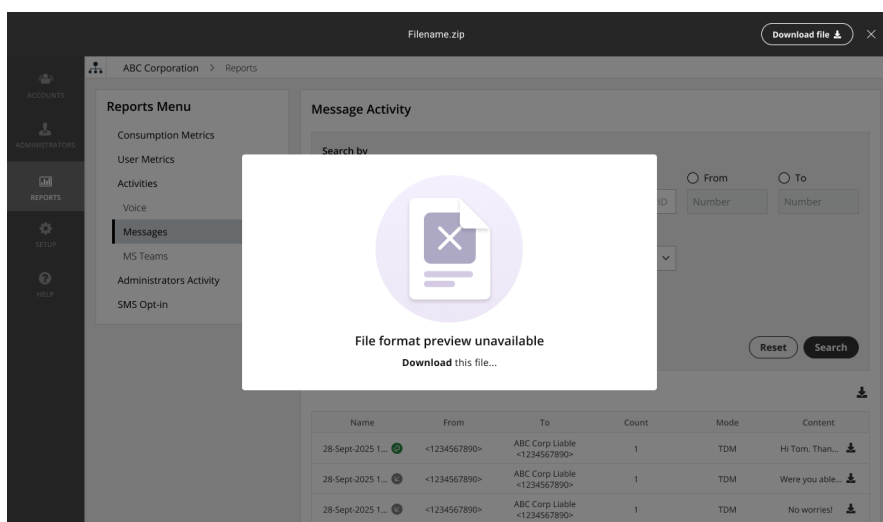 Filename.zip
Download file
ABC Corporation > Reports
ACCOUNTS
ADMINISTRATORS
REPORTS
SETUP
HELP
Reports Menu
Consumption Metrics
User Metrics
Activities
Voice
Messages
MS Teams
Administrators Activity
SMS Opt-in
Message Activity
Search by
ID
From
To
Number
Number
File format preview unavailable
Download this file...
Reset
Search
Name From To Count Mode Content
28-Sept-2025 1... <1234567890> ABC Corp Liable <1234567890> 1 TDM Hi Tom. Than...
28-Sept-2025 1... <1234567890> ABC Corp Liable <1234567890> 1 TDM Were you able...
28-Sept-2025 1... <1234567890> ABC Corp Liable <1234567890> 1 TDM No worries!